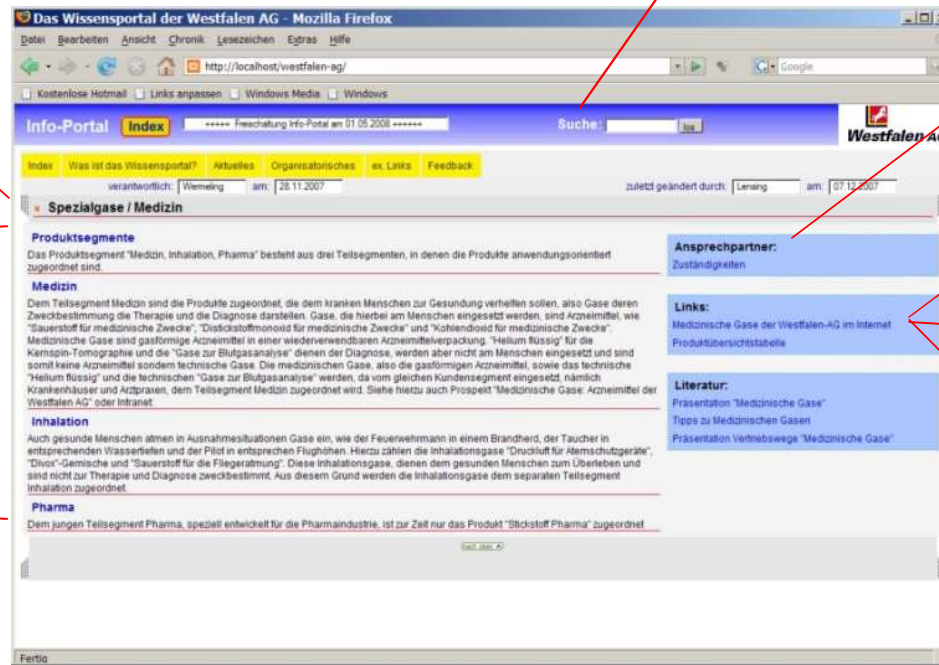 Das Wissensportal der Westfalen AG - Mozilla Firefox
Datei Bearbeiten Ansicht Chronik Lesezeichen Extras Hilfe
http://localhost/westfalen-ag/
Google
Kostenlose Hotmail Links anpassen Windows Media Windows
Info-Portal Index +++++ Freischaltung Info-Portal am 01.05.2008 ++++++ Suche: los
Westfalen AG
Index Was ist das Wissensportal? Aktuelles Organisatorisches ex. Links Feedback
verantwortlich: Wemeling am: 28.11.2007 zuletzt geändert durch: Lensing am: 07.12.2007
Spezialgase / Medizin
Produktsegmente
Das Produktsegment "Medizin, Inhalation, Pharma" besteht aus drei Teilsegmenten, in denen die Produkte anwendungsorientiert
zugeordnet sind.
Medizin
Dem Teilsegment Medizin sind die Produkte zugeordnet, die dem kranken Menschen zur Gesundung verhelfen sollen, also Gase deren
Zweckbestimmung die Therapie und die Diagnose darstellen. Gase, die hierbei am Menschen eingesetzt werden, sind Arzneimittel, wie
"Sauerstoff für medizinische Zwecke", "Distickstoffmonoxid für medizinische Zwecke" und "Kohlendioxid für medizinische Zwecke".
Medizinische Gase sind gasförmige Arzneimittel in einer wiederverwendbaren Arzneimittelverpackung. "Helium flüssig" für die
Kernspin-Tomographie und die "Gase zur Blutgasanalyse" dienen der Diagnose, werden aber nicht am Menschen eingesetzt und sind
somit keine Arzneimittel sondern technische Gase. Die medizinischen Gase, also die gasförmigen Arzneimittel, sowie das technische
"Helium flüssig" und die technischen "Gase zur Blutgasanalyse" werden, da vom gleichen Kundensegment eingesetzt, nämlich
Krankenhäuser und Arztpraxen, dem Teilsegment Medizin zugeordnet wird. Siehe hierzu auch Prospekt "Medizinische Gase: Arzneimittel der
Westfalen AG" oder Intranet.
Inhalation
Auch gesunde Menschen atmen in Ausnahmesituationen Gase ein, wie der Feuerwehrmann in einem Brandherd, der Taucher in
entsprechenden Wassertiefen und der Pilot in entsprechen Flughöhen. Hierzu zählen die Inhalationsgase "Druckluft für Atemschutzgeräte",
"Divox"-Gemische und "Sauerstoff für die Fliegeratmung". Diese Inhalationsgase, dienen dem gesunden Menschen zum Überleben und
sind nicht zur Therapie und Diagnose zweckbestimmt. Aus diesem Grund werden die Inhalationsgase dem separaten Teilsegment
Inhalation zugeordnet.
Pharma
Dem jungen Teilsegment Pharma, speziell entwickelt für die Pharmaindustrie, ist zur Zeit nur das Produkt "Stickstoff Pharma" zugeordnet
nach oben
Ansprechpartner:
Zuständigkeiten
Links:
Medizinische Gase der Westfalen-AG im Internet
Produktübersichtstabelle
Literatur:
Präsentation "Medizinische Gase"
Tipps zu Medizinischen Gasen
Präsentation Vertriebswege "Medizinische Gase"
Fertig